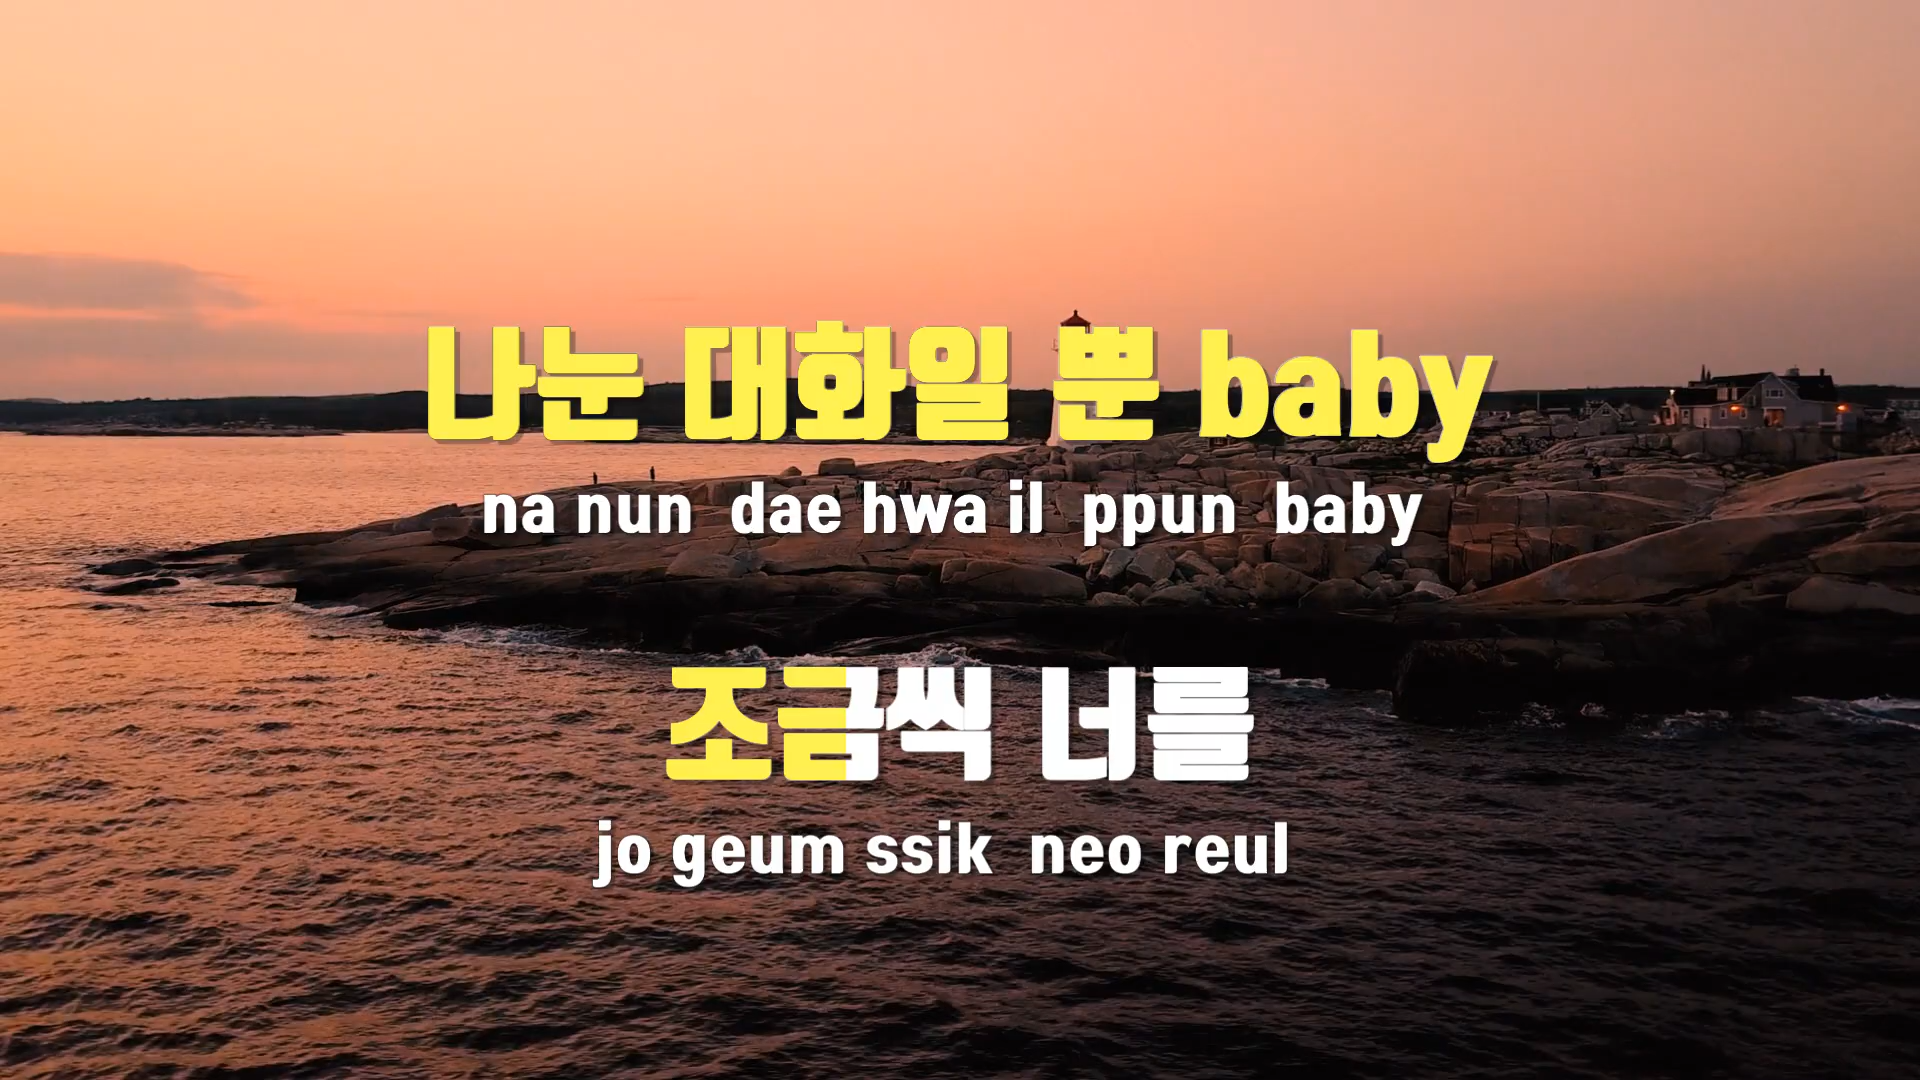 나눈 대화일 뿐 baby
na nun dae hwa il ppun baby
조금씩 너를
jo geum ssik neo reul